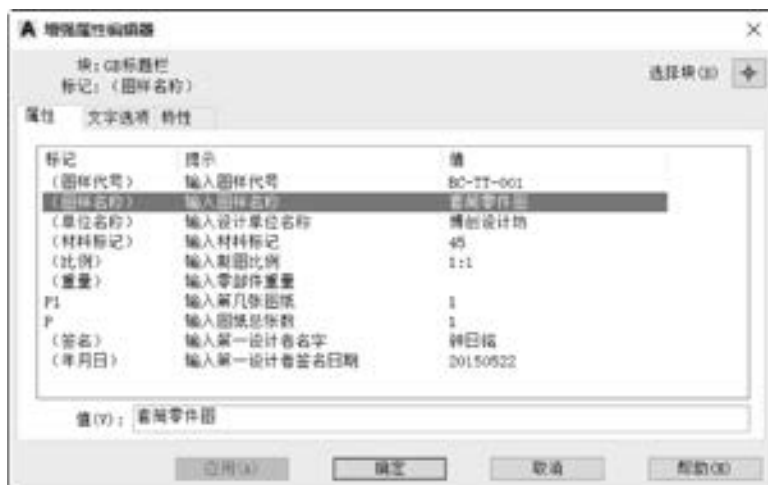 增强属性编辑器
块:GB标题栏
标记:(图样名称)
选择块(B)
属性 文字选项 特性
标记 提示 值
(图样代号) 输入图样代号 BC-TT-001
(图样名称) 输入图样名称 套筒零件图
(单位名称) 输入设计单位名称 博创设计坊
(材料标记) 输入材料标记 45
(比例) 输入制图比例 1:1
(重量) 输入零部件重量
P1 输入第几张图纸 1
P 输入图纸总张数 1
(签名) 输入第一设计者名字 钟日铭
(年月日) 输入第一设计者签名日期 20150522
值(V): 套筒零件图
应用(A) 确定 取消 帮助(H)